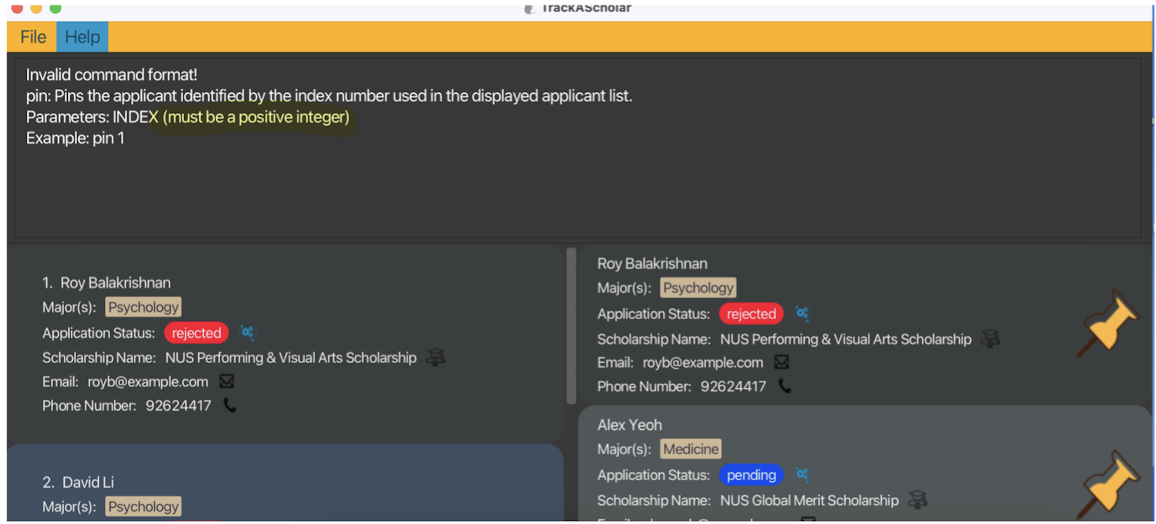 TrackAScholar
File Help
Invalid command format!
pin: Pins the applicant identified by the index number used in the displayed applicant list.
Parameters: INDEX (must be a positive integer)
Example: pin 1
1. Roy Balakrishnan
Major(s): Psychology
Application Status: rejected
Scholarship Name: NUS Performing & Visual Arts Scholarship
Email: royb@example.com
Phone Number: 92624417
2. David Li
Major(s): Psychology
Roy Balakrishnan
Major(s): Psychology
Application Status: rejected
Scholarship Name: NUS Performing & Visual Arts Scholarship
Email: royb@example.com
Phone Number: 92624417
Alex Yeoh
Major(s): Medicine
Application Status: pending
Scholarship Name: NUS Global Merit Scholarship